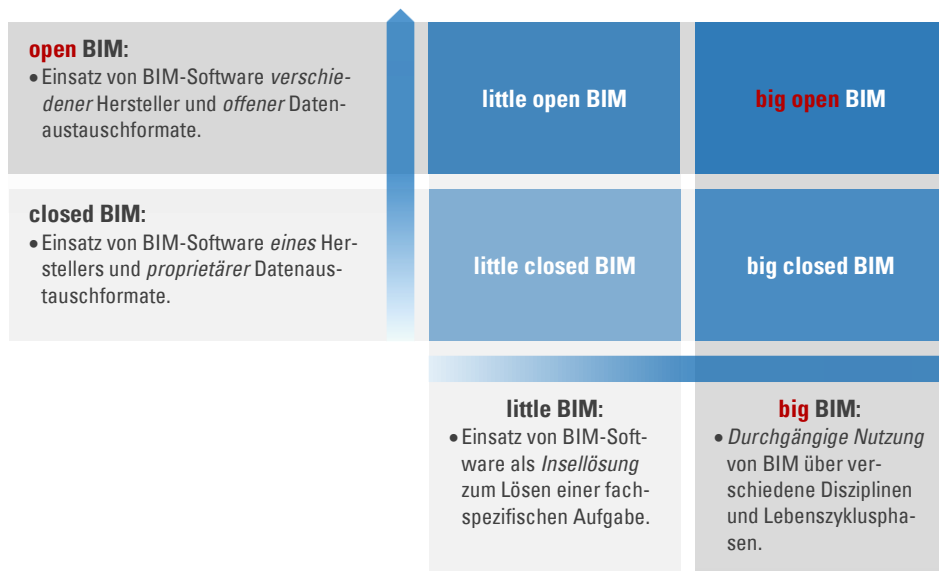 open BIM:
• Einsatz von BIM-Software verschie-
dener Hersteller und offener Daten-
austauschformate.
little open BIM
big open BIM
closed BIM:
• Einsatz von BIM-Software eines Her-
stellers und proprietärer Datenaus-
tauschformate.
little closed BIM
big closed BIM
little BIM:
• Einsatz von BIM-Soft-
ware als Insellösung
zum Lösen einer fach-
spezifischen Aufgabe.
big BIM:
• Durchgängige Nutzung
von BIM über ver-
schiedene Disziplinen
und Lebenszykluspha-
sen.